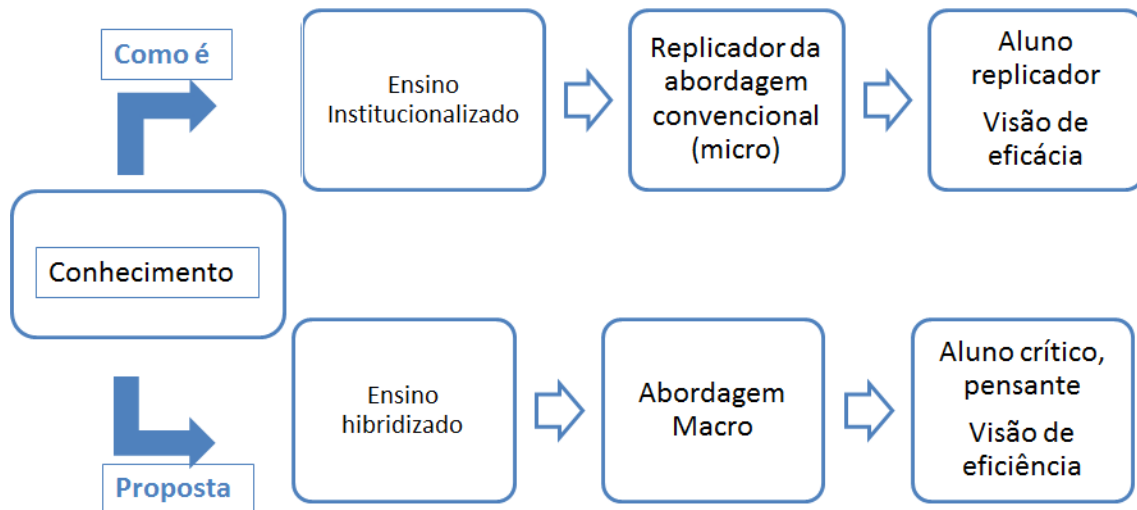 Como é
Ensino
Institucionalizado
Replicador da
abordagem
convencional
(micro)
Aluno
replicador
Visão de
eficácia
Conhecimento
Ensino
hibridizado
Abordagem
Macro
Aluno crítico,
pensante
Visão de
eficiência
Proposta